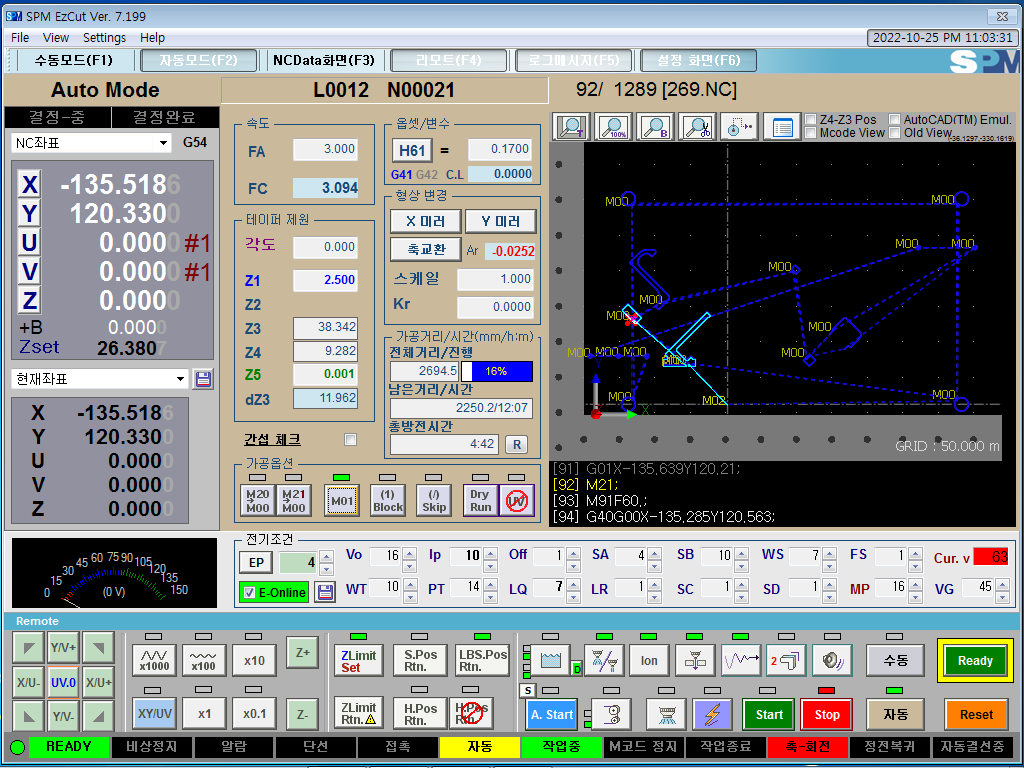 SPM EzCut Ver. 7.199
File View Settings Help
2022-10-25 PM 11:03:31
수동모드(F1) 자동모드(F2) NCData화면(F3) 리모트(F4) 로그메시지(F5) 설정 화면(F6)
SPM
Auto Mode L0012 N00021 92/ 1289 [269.NC]
결정-중 결정완료
NC좌표 G54
X -135.5186
Y 120.3300
U 0.0000 #1
V 0.0000 #1
Z 0.0000
+B 0.0000
Zset 26.3807
현재좌표
X -135.5186
Y 120.3300
U 0.0000
V 0.0000
Z 0.0000
속도
FA 3.000
FC 3.094
테이퍼 제원
각도 0.000
Z1 2.500
Z2
Z3 38.342
Z4 9.282
Z5 0.001
dZ3 11.962
간섭 체크
옵셋/변수
H61 = 0.1700
G41 G42 C.L 0.0000
형상 변경
X 미러 Y 미러
축교환 Ar -0.0252
스케일 1.000
Kr 0.0000
가공거리/시간(mm/h:m)
전체거리/진행
2694.5 16%
남은거리/시간
2250.2/12:07
총방전시간
4:42 R
가공옵션
M20 M00 M21 M00 M01 (1) Block (/) Skip Dry Run UV
T 100% B
Z4-Z3 Pos AutoCAD(TM) Emul.
Mcode View Old View
-36.1297,-330.1619)
M00 M00
M00 M00
M00
M00
M00 M00
M00 M00 M00 M00
M00 M02 M00
X
GRID : 50.000 m
[91] G01X-135,639Y120,21;
[92] M21;
[93] M91F60,;
[94] G40G00X-135,285Y120,563;
0 15 30 45 60 75 90 105 120 135 150
(0 V)
전기조건
EP 4 Vo 16 Ip 10 Off 1 SA 4 SB 10 WS 7 FS 1 Cur. v 63
E-Online WT 10 PT 14 LQ 7 LR 1 SC 1 SD 1 MP 16 VG 45
Remote
Y/V+ x1000 x100 x10 Z+ ZLimit Set S.Pos Rtn. LBS.Pos Rtn. D Ion 2 수동 Ready
X/U- UV.0 X/U+
Y/V- XY/UV x1 x0.1 Z- ZLimit Rtn. H.Pos Rtn. H.Pos Rtn. S A. Start Start Stop 자동 Reset
READY 비상정지 알람 단선 접촉 자동 작업중 M코드 정지 작업종료 축-회전 정전복귀 자동결선중